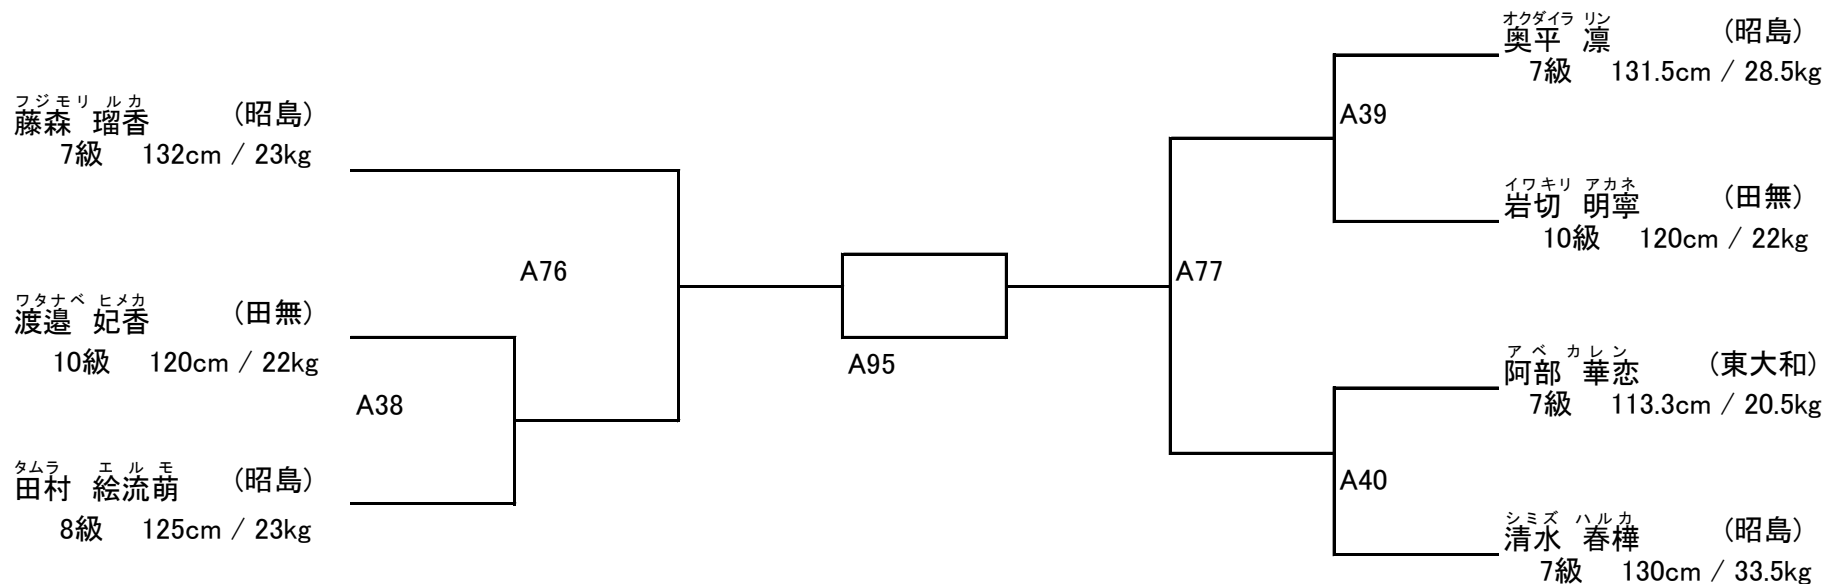 フジモリ ルカ
藤森 瑠香 (昭島)
7級 132cm / 23kg
ワタナベ ヒメカ
渡邉 妃香 (田無)
10級 120cm / 22kg
タムラ エルモ
田村 絵流萌 (昭島)
8級 125cm / 23kg
A38
A76
A95
A77
A39
A40
オクダイラ リン
奥平 凛 (昭島)
7級 131.5cm / 28.5kg
イワキリ アカネ
岩切 明寧 (田無)
10級 120cm / 22kg
アベ カレン
阿部 華恋 (東大和)
7級 113.3cm / 20.5kg
シミズ ハルカ
清水 春樺 (昭島)
7級 130cm / 33.5kg